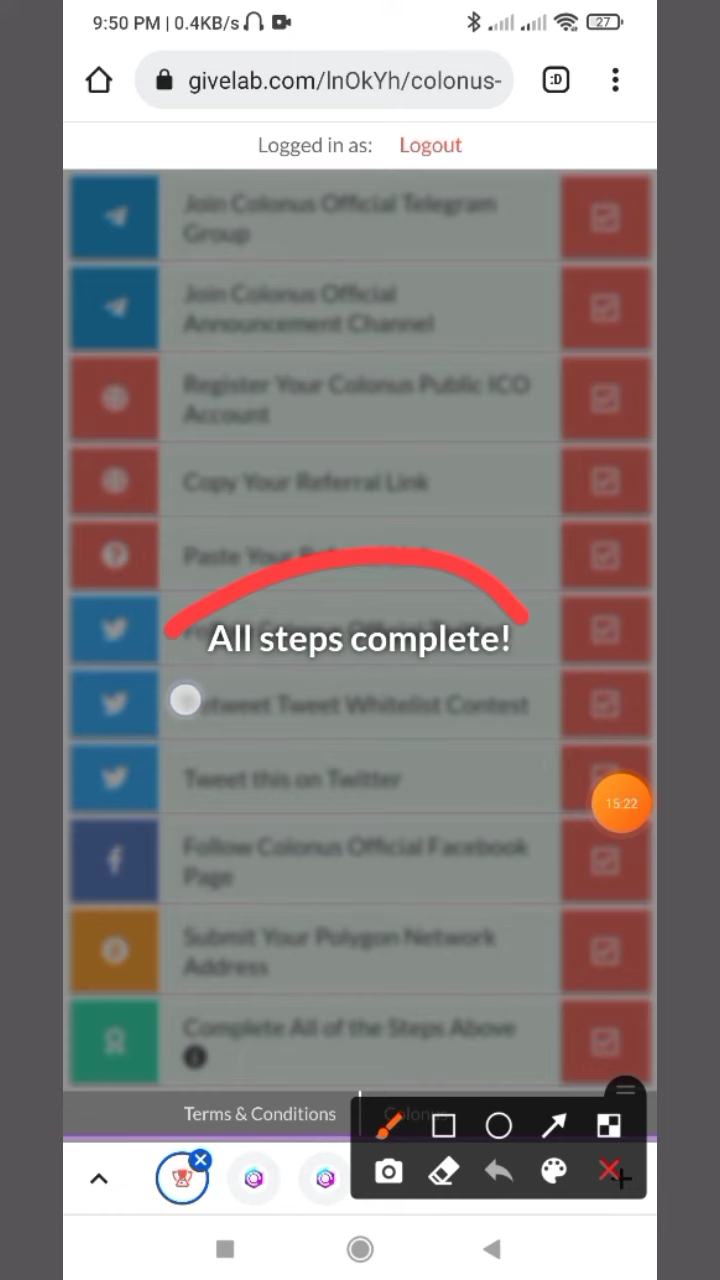 9:50 PM | 0.4KB/s
27
givelab.com/lnOkYh/colonus-
:D
Logged in as: Logout
Join Colonus Official Telegram
Group
Join Colonus Official
Announcement Channel
Register Your Colonus Public ICO
Account
Copy Your Referral Link
Paste Your
All steps complete!
Retweet Tweet Whitelist Contest
Tweet this on Twitter
15:22
Follow Colonus Official Facebook
Page
Submit Your Polygon Network
Address
Complete All of the Steps Above
Terms & Conditions
Colonus